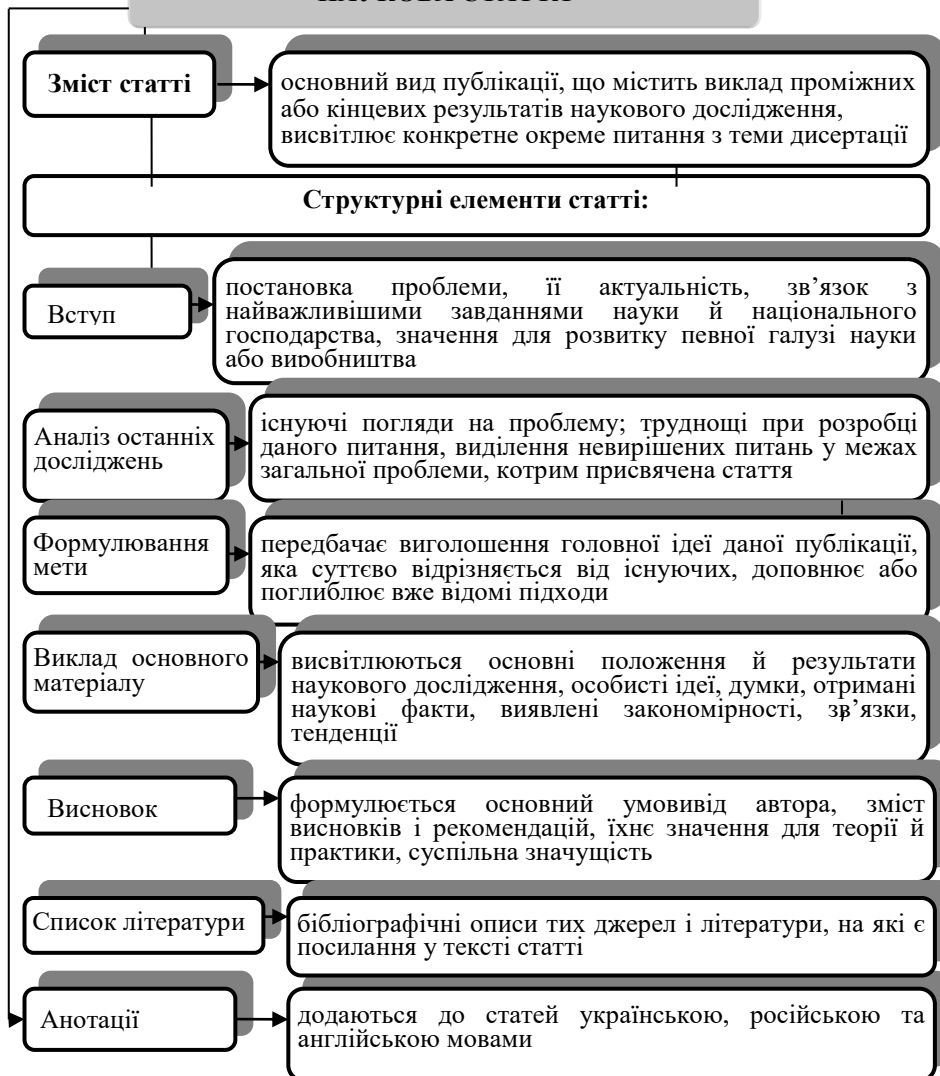 Зміст статті
основний вид публікації, що містить виклад проміжних
або кінцевих результатів наукового дослідження,
висвітлює конкретне окреме питання з теми дисертації
Структурні елементи статті:
Вступ
постановка проблеми, її актуальність, зв’язок з
найважливішими завданнями науки й національного
господарства, значення для розвитку певної галузі науки
або виробництва
Аналіз останніх
досліджень
існуючі погляди на проблему; труднощі при розробці
даного питання, виділення невирішених питань у межах
загальної проблеми, котрим присвячена стаття
Формулювання
мети
передбачає виголошення головної ідеї даної публікації,
яка суттєво відрізняється від існуючих, доповнює або
поглиблює вже відомі підходи
Виклад основного
матеріалу
висвітлюються основні положення й результати
наукового дослідження, особисті ідеї, думки, отримані
наукові факти, виявлені закономірності, зв’язки,
тенденції
Висновок
формулюється основний умовивід автора, зміст
висновків і рекомендацій, їхнє значення для теорії й
практики, суспільна значущість
Список літератури
бібліографічні описи тих джерел і літератури, на які є
посилання у тексті статті
Анотації
додаються до статей українською, російською та
англійською мовами